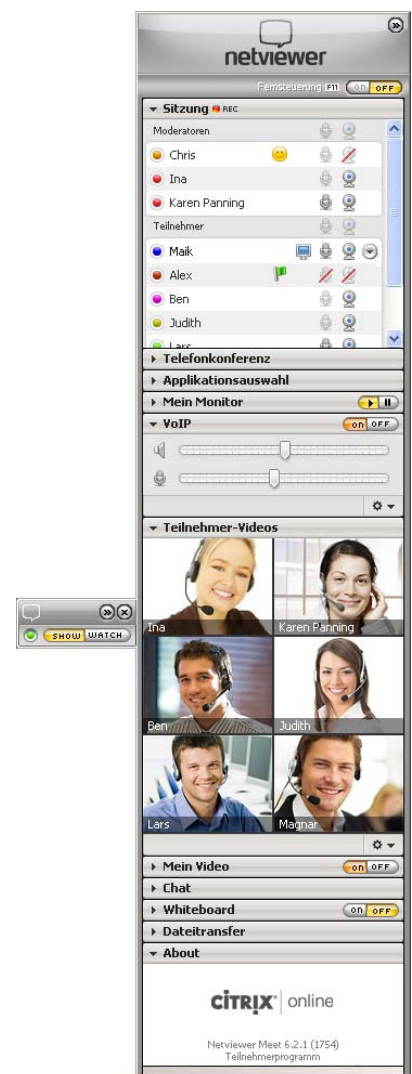 netviewer
Fernsteuerung F11 on OFF
Sitzung REC
Moderatoren
Chris
Ina
Karen Panning
Teilnehmer
Maik
Alex
Ben
Judith
Lars
Telefonkonferenz
Applikationsauswahl
Mein Monitor
VoIP on OFF
Teilnehmer-Videos
Ina Karen Panning
SHOW WATCH
Ben Judith
Lars Magnar
Mein Video on OFF
Chat
Whiteboard on OFF
Dateitransfer
About
CITRIX online
Netviewer Meet 6.2.1 (1754)
Teilnehmerprogramm